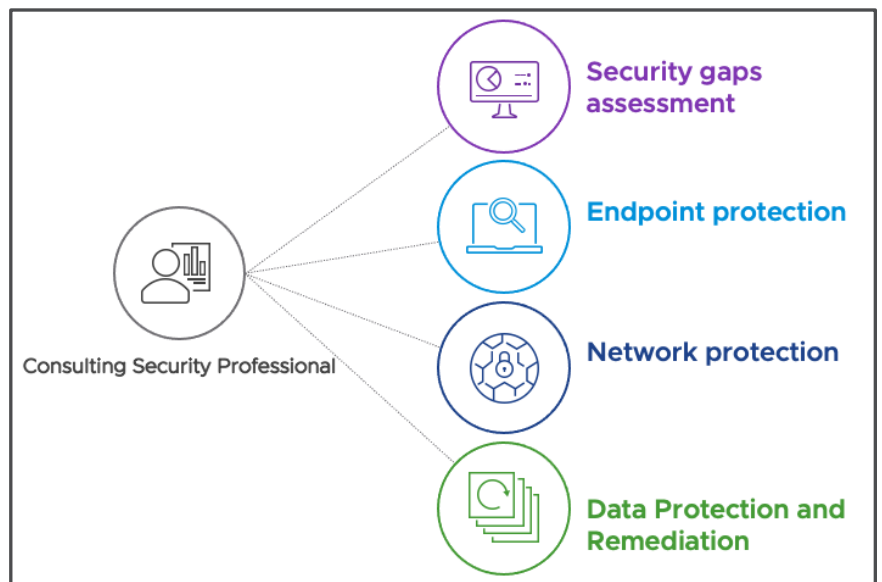 Security gaps
assessment
Endpoint protection
Consulting Security Professional
Network protection
Data Protection and
Remediation